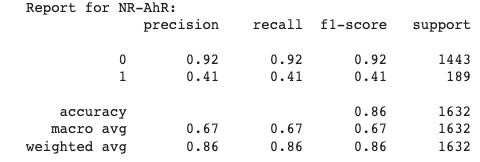 Report for NR-AhR:
precision recall f1-score support
0 0.92 0.92 0.92 1443
1 0.41 0.41 0.41 189
accuracy 0.86 1632
macro avg 0.67 0.67 0.67 1632
weighted avg 0.86 0.86 0.86 1632